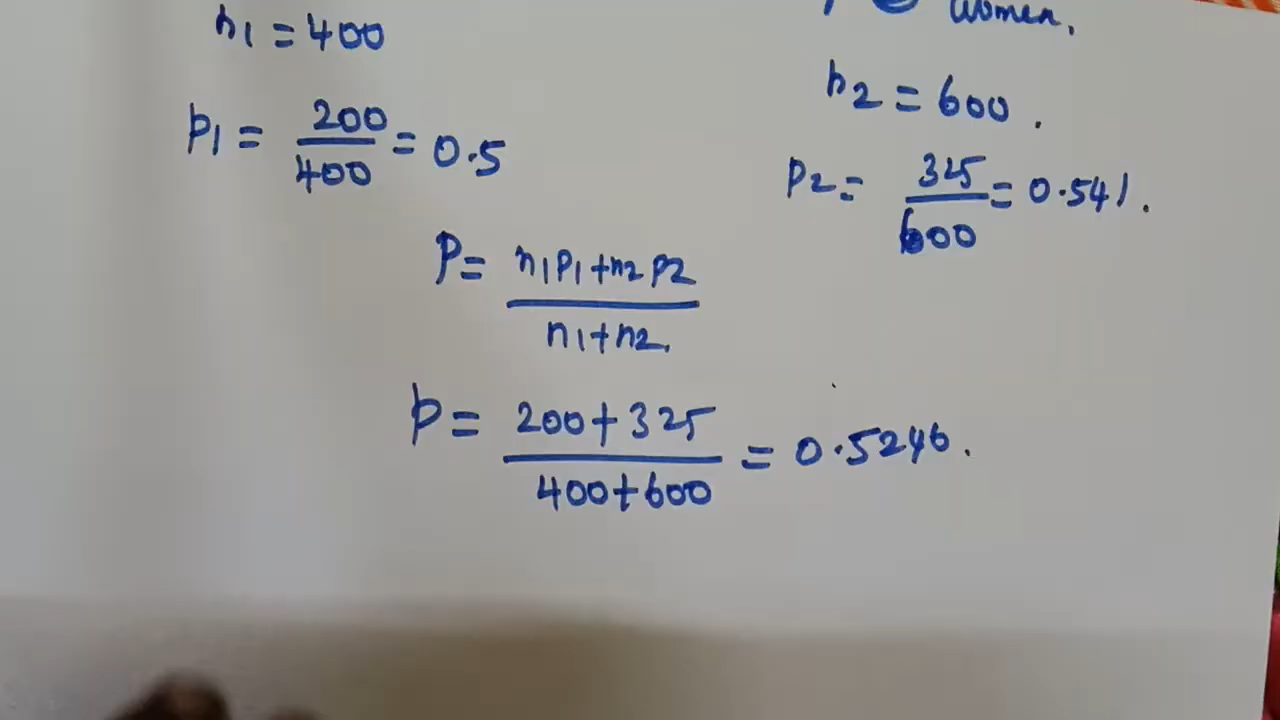 n1 = 400
women.
n2 = 600.
p1 = 200/400 = 0.5
p2 = 325/600 = 0.541.
P = n1p1+n2p2/n1+n2.
p = 200+325/400+600 = 0.5246.